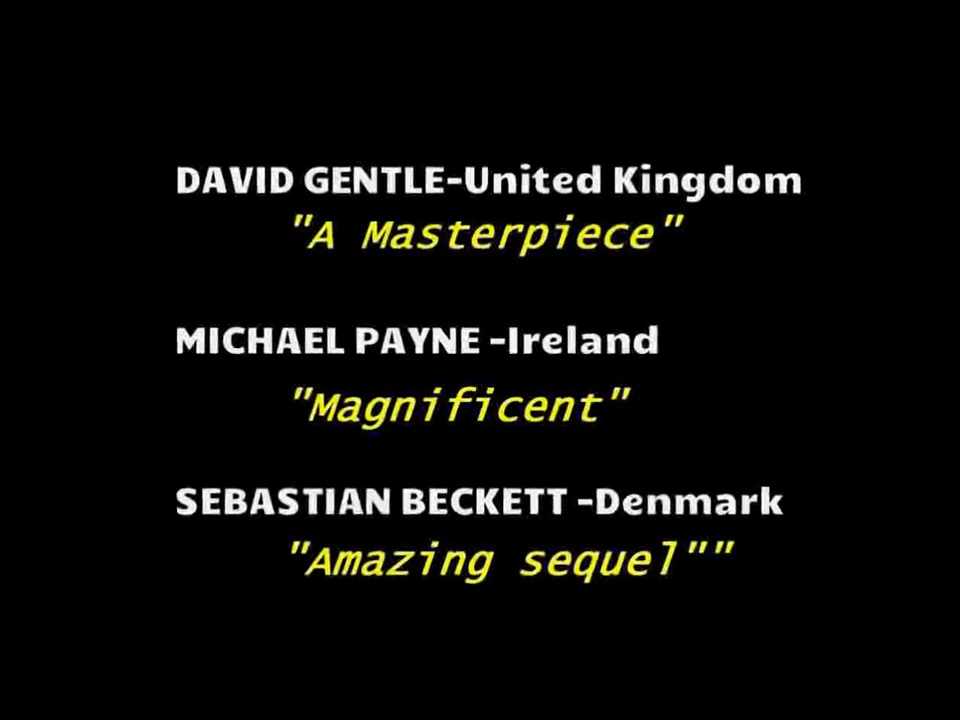 DAVID GENTLE-United Kingdom
"A Masterpiece"
MICHAEL PAYNE -Ireland
"Magnificent"
SEBASTIAN BECKETT -Denmark
"Amazing sequel""